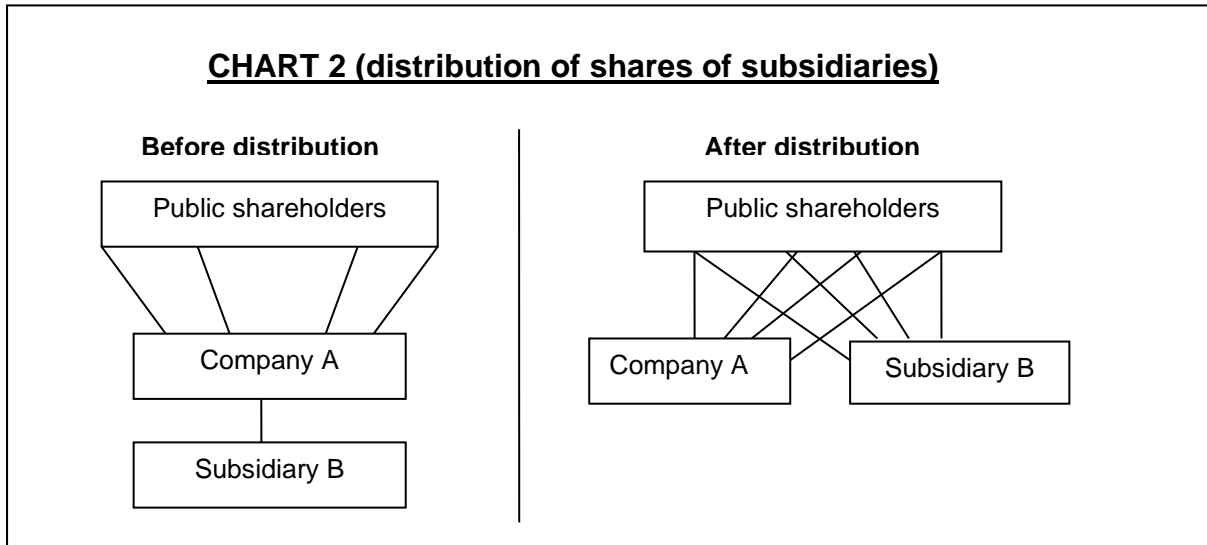 CHART 2 (distribution of shares of subsidiaries)
Before distribution
Public shareholders
Company A
Subsidiary B
After distribution
Public shareholders
Company A
Subsidiary B